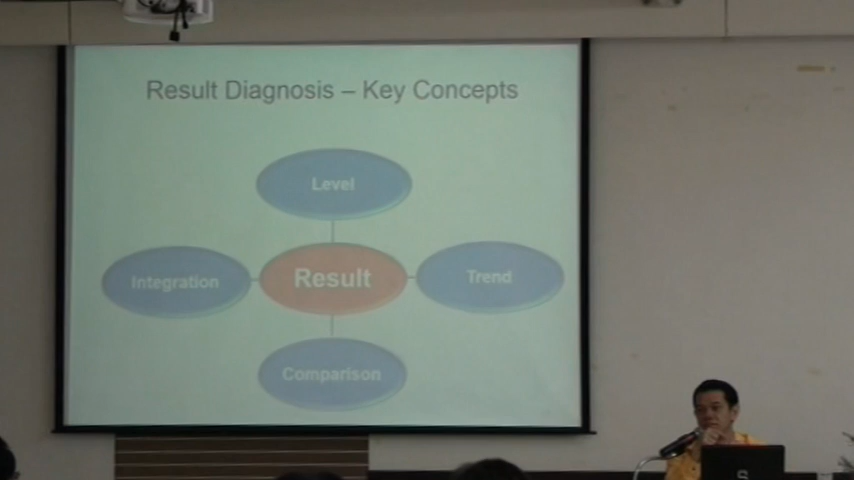 Result Diagnosis – Key Concepts
Level
Integration
Result
Trend
Comparison
S